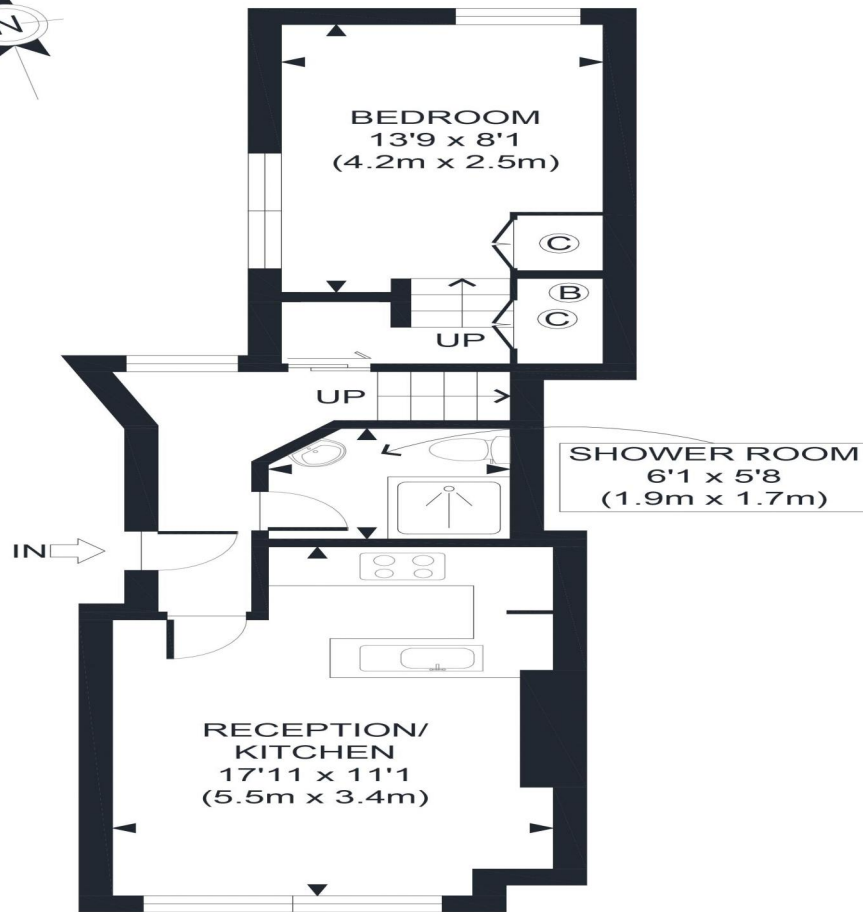 N
BEDROOM
13'9 x 8'1
(4.2m x 2.5m)
C
B
C
UP
UP
SHOWER ROOM
6'1 x 5'8
(1.9m x 1.7m)
IN
RECEPTION/
KITCHEN
17'11 x 11'1
(5.5m x 3.4m)